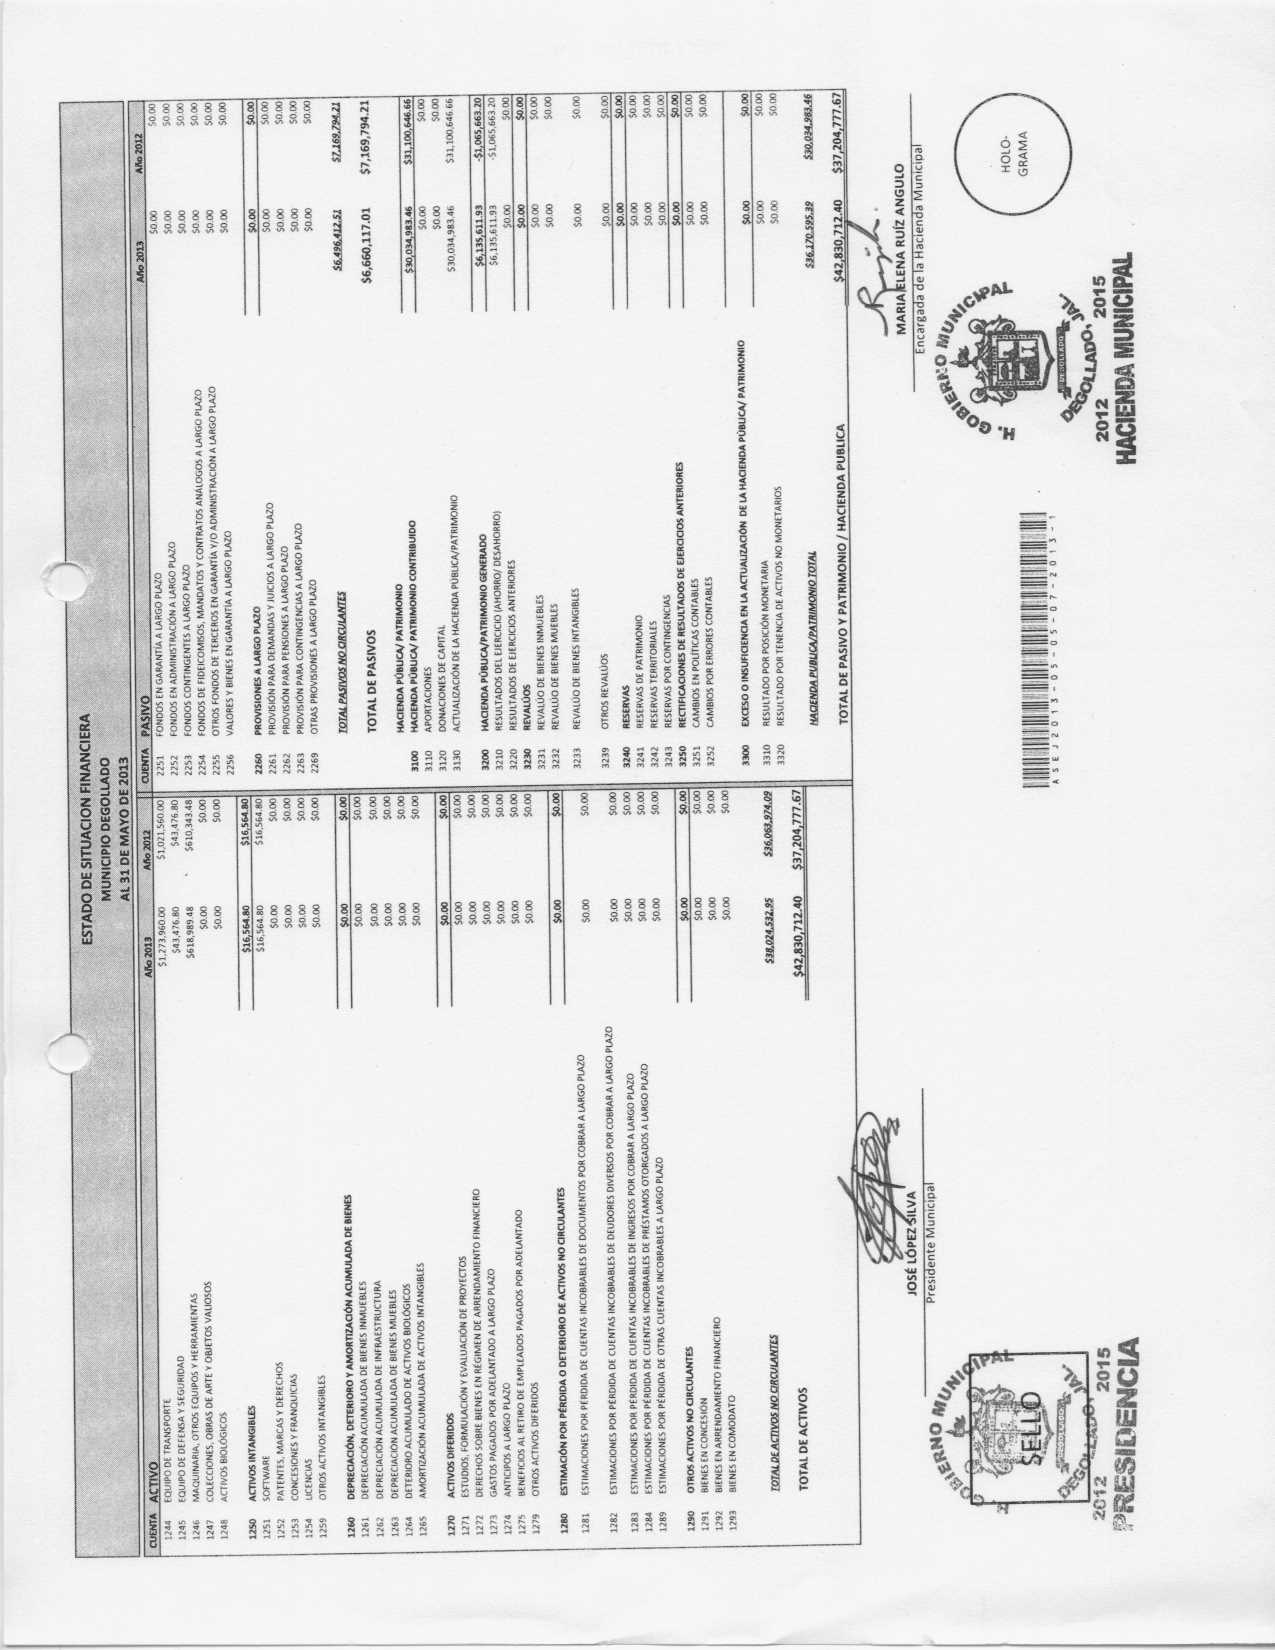 ESTADO DE SITUACION FINANCIERA
MUNICIPIO DEGOLLADO
AL 31 DE MAYO DE 2013
CUENTA ACTIVO Año 2013 Año 2012
1244 EQUIPO DE TRANSPORTE $1,273,960.00 $1,021,560.00
1245 EQUIPO DE DEFENSA Y SEGURIDAD $43,476.80 $43,476.80
1246 MAQUINARIA, OTROS EQUIPOS Y HERRAMIENTAS $618,989.48 $610,343.48
1247 COLECCIONES, OBRAS DE ARTE Y OBJETOS VALIOSOS $0.00 $0.00
1248 ACTIVOS BIOLÓGICOS $0.00 $0.00
1250 ACTIVOS INTANGIBLES $16,564.80 $16,564.80
1251 SOFTWARE $16,564.80 $16,564.80
1252 PATENTES, MARCAS Y DERECHOS $0.00 $0.00
1253 CONCESIONES Y FRANQUICIAS $0.00 $0.00
1254 LICENCIAS $0.00 $0.00
1259 OTROS ACTIVOS INTANGIBLES $0.00 $0.00
1260 DEPRECIACIÓN, DETERIORO Y AMORTIZACIÓN ACUMULADA DE BIENES $0.00 $0.00
1261 DEPRECIACIÓN ACUMULADA DE BIENES INMUEBLES $0.00 $0.00
1262 DEPRECIACIÓN ACUMULADA DE INFRAESTRUCTURA $0.00 $0.00
1263 DEPRECIACIÓN ACUMULADA DE BIENES MUEBLES $0.00 $0.00
1264 DETERIORO ACUMULADO DE ACTIVOS BIOLÓGICOS $0.00 $0.00
1265 AMORTIZACIÓN ACUMULADA DE ACTIVOS INTANGIBLES $0.00 $0.00
1270 ACTIVOS DIFERIDOS $0.00 $0.00
1271 ESTUDIOS, FORMULACIÓN Y EVALUACIÓN DE PROYECTOS $0.00 $0.00
1272 DERECHOS SOBRE BIENES EN RÉGIMEN DE ARRENDAMIENTO FINANCIERO $0.00 $0.00
1273 GASTOS PAGADOS POR ADELANTADO A LARGO PLAZO $0.00 $0.00
1274 ANTICIPOS A LARGO PLAZO $0.00 $0.00
1275 BENEFICIOS AL RETIRO DE EMPLEADOS PAGADOS POR ADELANTADO $0.00 $0.00
1279 OTROS ACTIVOS DIFERIDOS $0.00 $0.00
1280 ESTIMACIÓN POR PÉRDIDA O DETERIORO DE ACTIVOS NO CIRCULANTES $0.00 $0.00
1281 ESTIMACIONES POR PERDIDA DE CUENTAS INCOBRABLES DE DOCUMENTOS POR COBRAR A LARGO PLAZO $0.00 $0.00
1282 ESTIMACIONES POR PERDIDA DE CUENTAS INCOBRABLES DE DEUDORES DIVERSOS POR COBRAR A LARGO PLAZO $0.00 $0.00
1283 ESTIMACIONES POR PERDIDA DE CUENTAS INCOBRABLES DE INGRESOS POR COBRAR A LARGO PLAZO $0.00 $0.00
1284 ESTIMACIONES POR PÉRDIDA DE CUENTAS INCOBRABLES DE PRÉSTAMOS OTORGADOS A LARGO PLAZO $0.00 $0.00
1289 ESTIMACIONES POR PÉRDIDA DE OTRAS CUENTAS INCOBRABLES A LARGO PLAZO $0.00 $0.00
1290 OTROS ACTIVOS NO CIRCULANTES $0.00 $0.00
1291 BIENES EN CONCESIÓN $0.00 $0.00
1292 BIENES EN ARRENDAMIENTO FINANCIERO $0.00 $0.00
1293 BIENES EN COMODATO $0.00 $0.00
TOTAL DE ACTIVOS NO CIRCULANTES $38,024,532.95 $36,063,974.09
TOTAL DE ACTIVOS $42,830,712.40 $37,204,777.67
CUENTA PASIVO Año 2013 Año 2012
2251 FONDOS EN GARANTÍA A LARGO PLAZO $0.00 $0.00
2252 FONDOS EN ADMINISTRACIÓN A LARGO PLAZO $0.00 $0.00
2253 FONDOS CONTINGENTES A LARGO PLAZO $0.00 $0.00
2254 FONDOS DE FIDEICOMISOS, MANDATOS Y CONTRATOS ANÁLOGOS A LARGO PLAZO $0.00 $0.00
2255 OTROS FONDOS DE TERCEROS EN GARANTÍA Y/O ADMINISTRACIÓN A LARGO PLAZO $0.00 $0.00
2256 VALORES Y BIENES EN GARANTÍA A LARGO PLAZO $0.00 $0.00
2260 PROVISIONES A LARGO PLAZO $0.00 $0.00
2261 PROVISIÓN PARA DEMANDAS Y JUICIOS A LARGO PLAZO $0.00 $0.00
2262 PROVISIÓN PARA PENSIONES A LARGO PLAZO $0.00 $0.00
2263 PROVISIÓN PARA CONTINGENCIAS A LARGO PLAZO $0.00 $0.00
2269 OTRAS PROVISIONES A LARGO PLAZO $0.00 $0.00
TOTAL PASIVOS NO CIRCULANTES $6,496,412.51 $7,169,794.21
TOTAL DE PASIVOS $6,660,117.01 $7,169,794.21
HACIENDA PÚBLICA/ PATRIMONIO
3100 HACIENDA PÚBLICA/ PATRIMONIO CONTRIBUIDO $30,034,983.46 $31,100,646.66
3110 APORTACIONES $0.00 $0.00
3120 DONACIONES DE CAPITAL $0.00 $0.00
3130 ACTUALIZACIÓN DE LA HACIENDA PÚBLICA/PATRIMONIO $30,034,983.46 $31,100,646.66
3200 HACIENDA PÚBLICA/PATRIMONIO GENERADO $6,135,611.93 -$1,065,663.20
3210 RESULTADOS DEL EJERCICIO (AHORRO/ DESAHORRO) $6,135,611.93 -$1,065,663.20
3220 RESULTADOS DE EJERCICIOS ANTERIORES $0.00 $0.00
3230 REVALÚOS $0.00 $0.00
3231 REVALÚO DE BIENES INMUEBLES $0.00 $0.00
3232 REVALÚO DE BIENES MUEBLES $0.00 $0.00
3233 REVALÚO DE BIENES INTANGIBLES $0.00 $0.00
3239 OTROS REVALÚOS $0.00 $0.00
3240 RESERVAS $0.00 $0.00
3241 RESERVAS DE PATRIMONIO $0.00 $0.00
3242 RESERVAS TERRITORIALES $0.00 $0.00
3243 RESERVAS POR CONTINGENCIAS $0.00 $0.00
3250 RECTIFICACIONES DE RESULTADOS DE EJERCICIOS ANTERIORES $0.00 $0.00
3251 CAMBIOS EN POLÍTICAS CONTABLES $0.00 $0.00
3252 CAMBIOS POR ERRORES CONTABLES $0.00 $0.00
3300 EXCESO O INSUFICIENCIA EN LA ACTUALIZACIÓN DE LA HACIENDA PÚBLICA/ PATRIMONIO $0.00 $0.00
3310 RESULTADO POR POSICIÓN MONETARIA $0.00 $0.00
3320 RESULTADO POR TENENCIA DE ACTIVOS NO MONETARIOS $0.00 $0.00
HACIENDA PUBLICA/PATRIMONIO TOTAL $36,170,595.39 $30,034,983.46
TOTAL DE PASIVO Y PATRIMONIO / HACIENDA PUBLICA $42,830,712.40 $37,204,777.67
JOSÉ LÓPEZ SILVA
Presidente Municipal
MARIA ELENA RUÍZ ANGULO
Encargada de la Hacienda Municipal
GOBIERNO MUNICIPAL
SELLO
DEGOLLADO, JAL
2012 2015
PRESIDENCIA
ASEJ2013-05-05-07-2013-1
H. GOBIERNO MUNICIPAL
DEGOLLADO
DEGOLLADO, JAL
2012 2015
HACIENDA MUNICIPAL
HOLO-
GRAMA